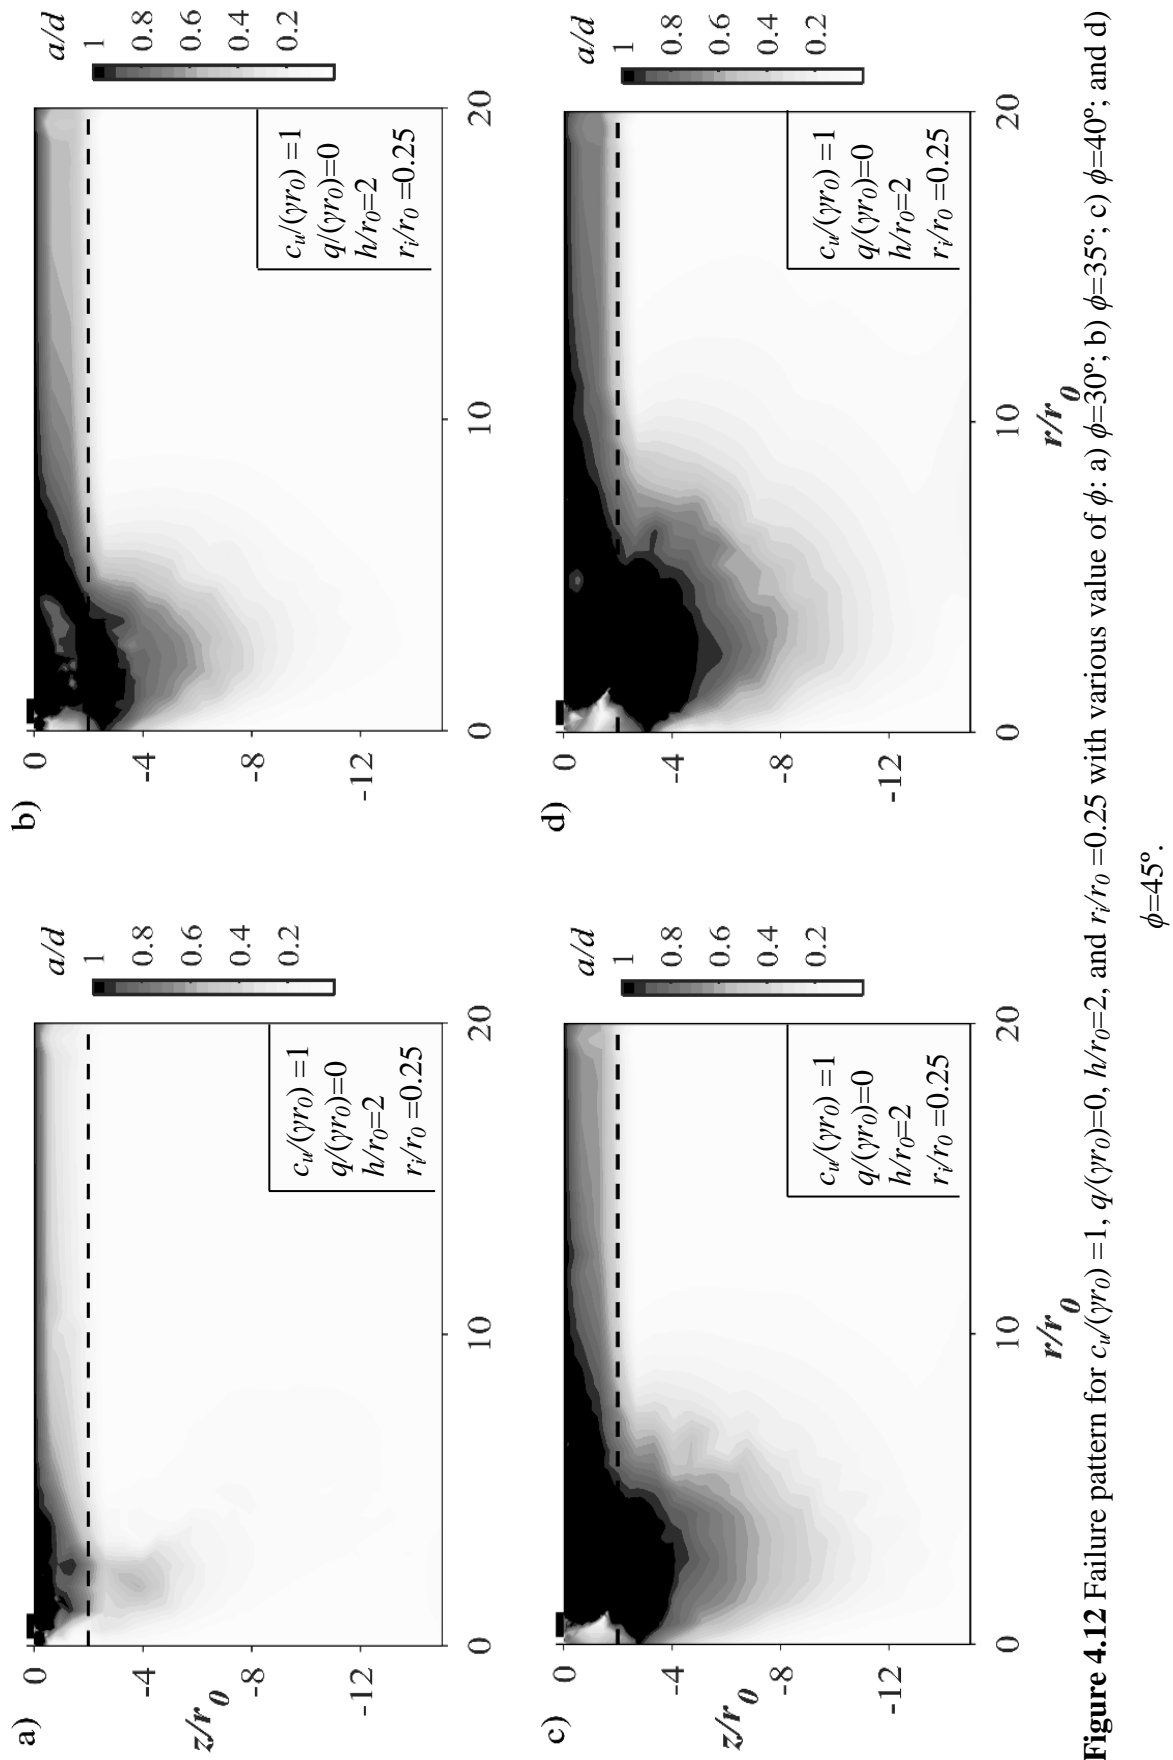 a)
a/d
1
0.8
0.6
0.4
0.2
0
-4
-8
-12
z/r0
0
10
20
cu/(γr0) =1
q/(γr0)=0
h/r0=2
ri/r0 =0.25
b)
a/d
1
0.8
0.6
0.4
0.2
0
-4
-8
-12
0
10
20
cu/(γr0) =1
q/(γr0)=0
h/r0=2
ri/r0 =0.25
c)
a/d
1
0.8
0.6
0.4
0.2
0
-4
-8
-12
z/r0
0
10
20
r/r0
cu/(γr0) =1
q/(γr0)=0
h/r0=2
ri/r0 =0.25
d)
a/d
1
0.8
0.6
0.4
0.2
0
-4
-8
-12
0
10
20
r/r0
cu/(γr0) =1
q/(γr0)=0
h/r0=2
ri/r0 =0.25
Figure 4.12 Failure pattern for cu/(γr0) =1, q/(γr0)=0, h/r0=2, and ri/r0 =0.25 with various value of ϕ: a) ϕ=30º; b) ϕ=35º; c) ϕ=40º; and d)
ϕ=45º.